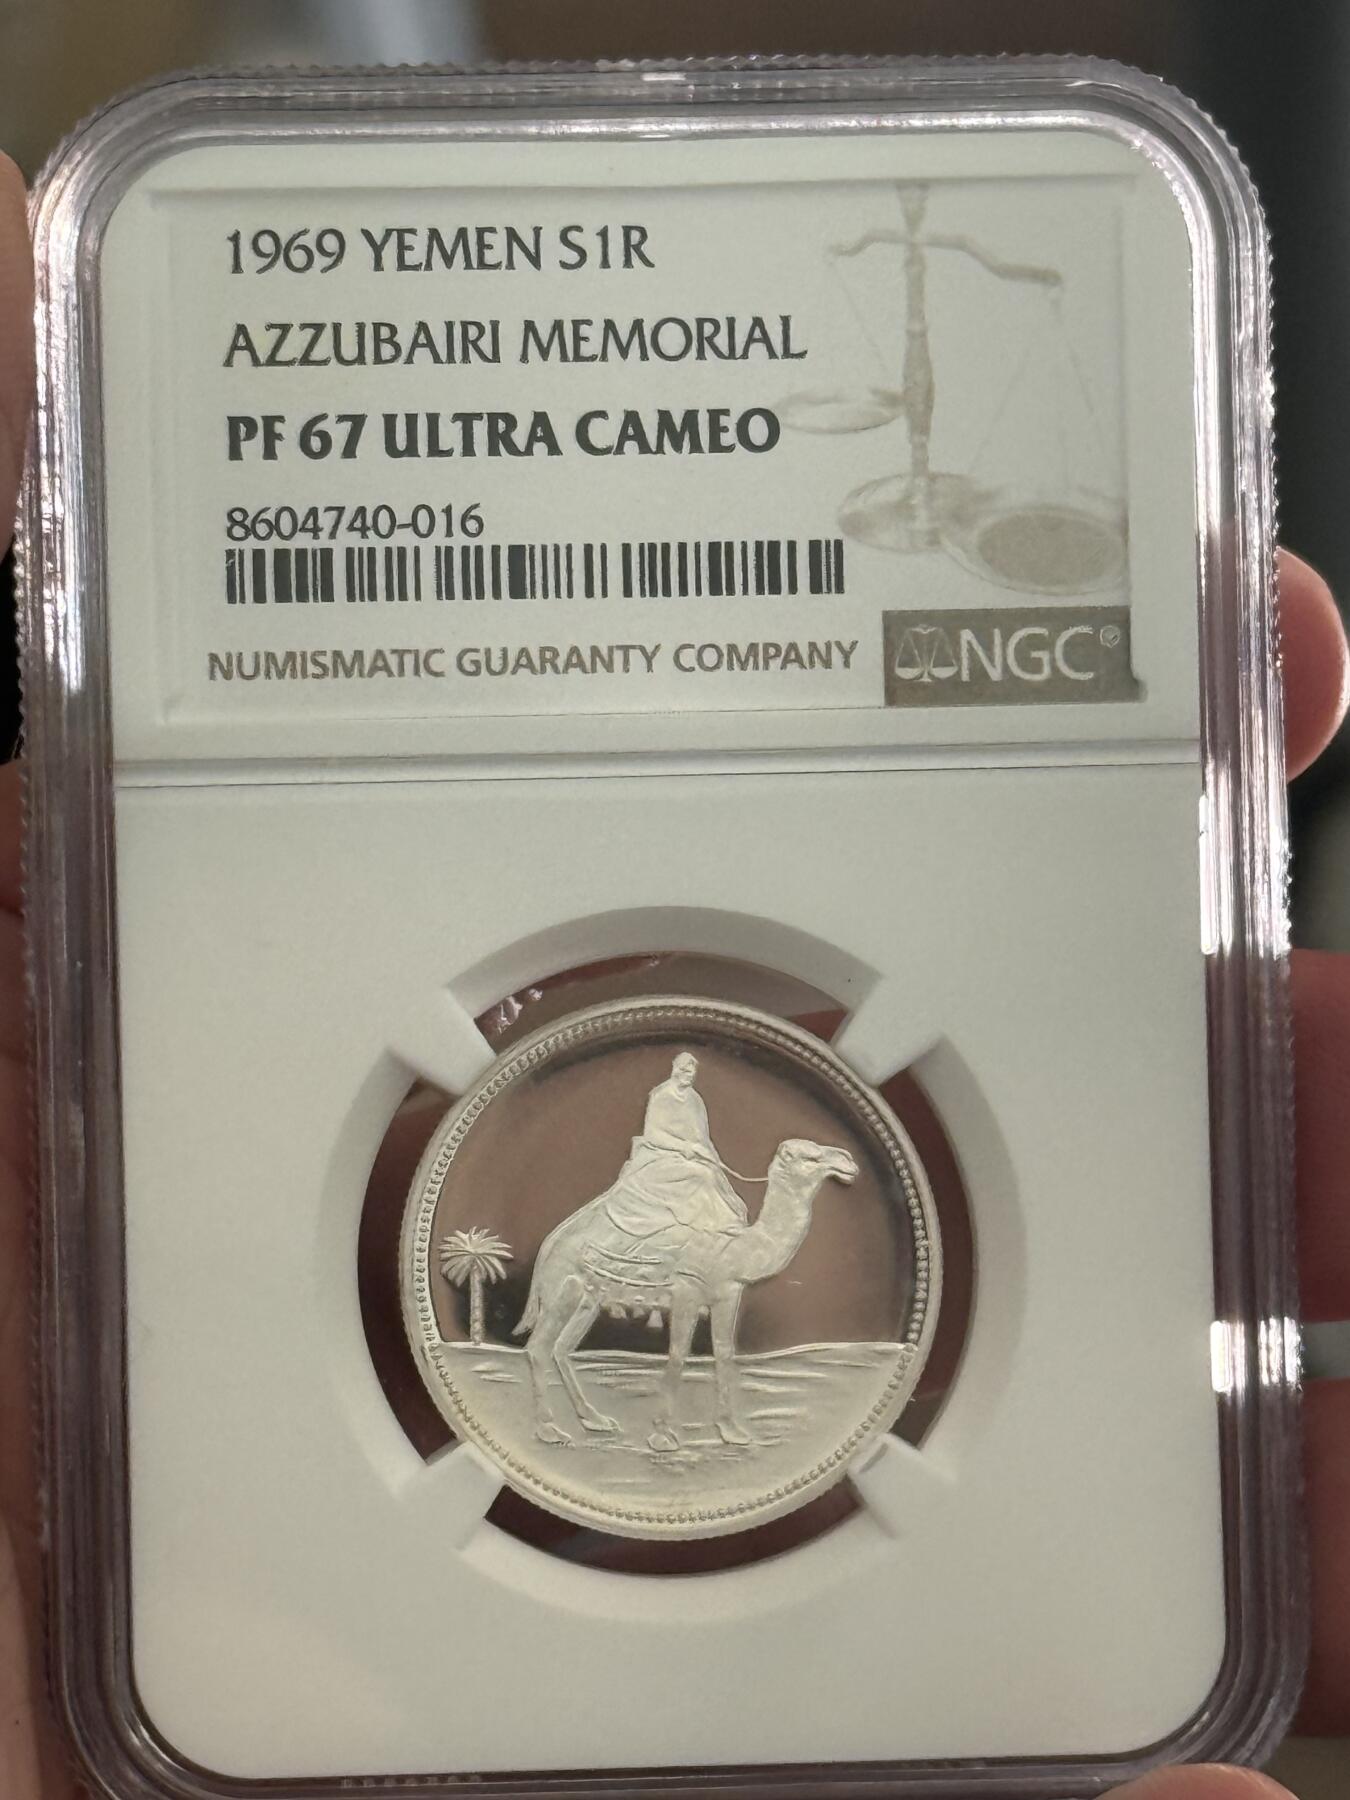 1969 YEMEN S1R
AZZUBAIRI MEMORIAL
PF 67 ULTRA CAMEO
8604740-016
NUMISMATIC GUARANTY COMPANY
NGC